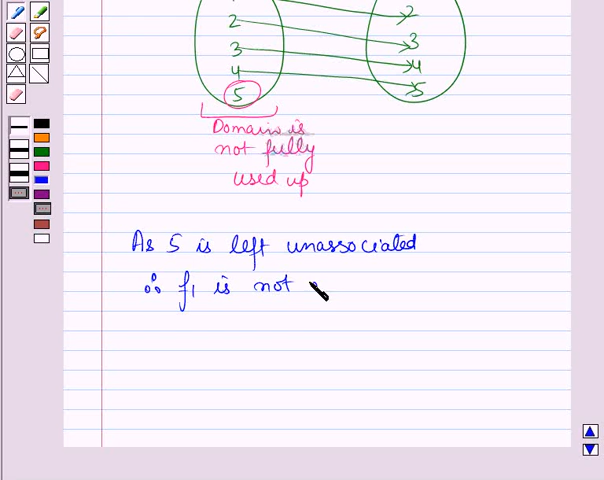 2 2
3 3
4 4
5 5
Domain is
not fully
used up
As 5 is left unassociated
∴ f₁ is not